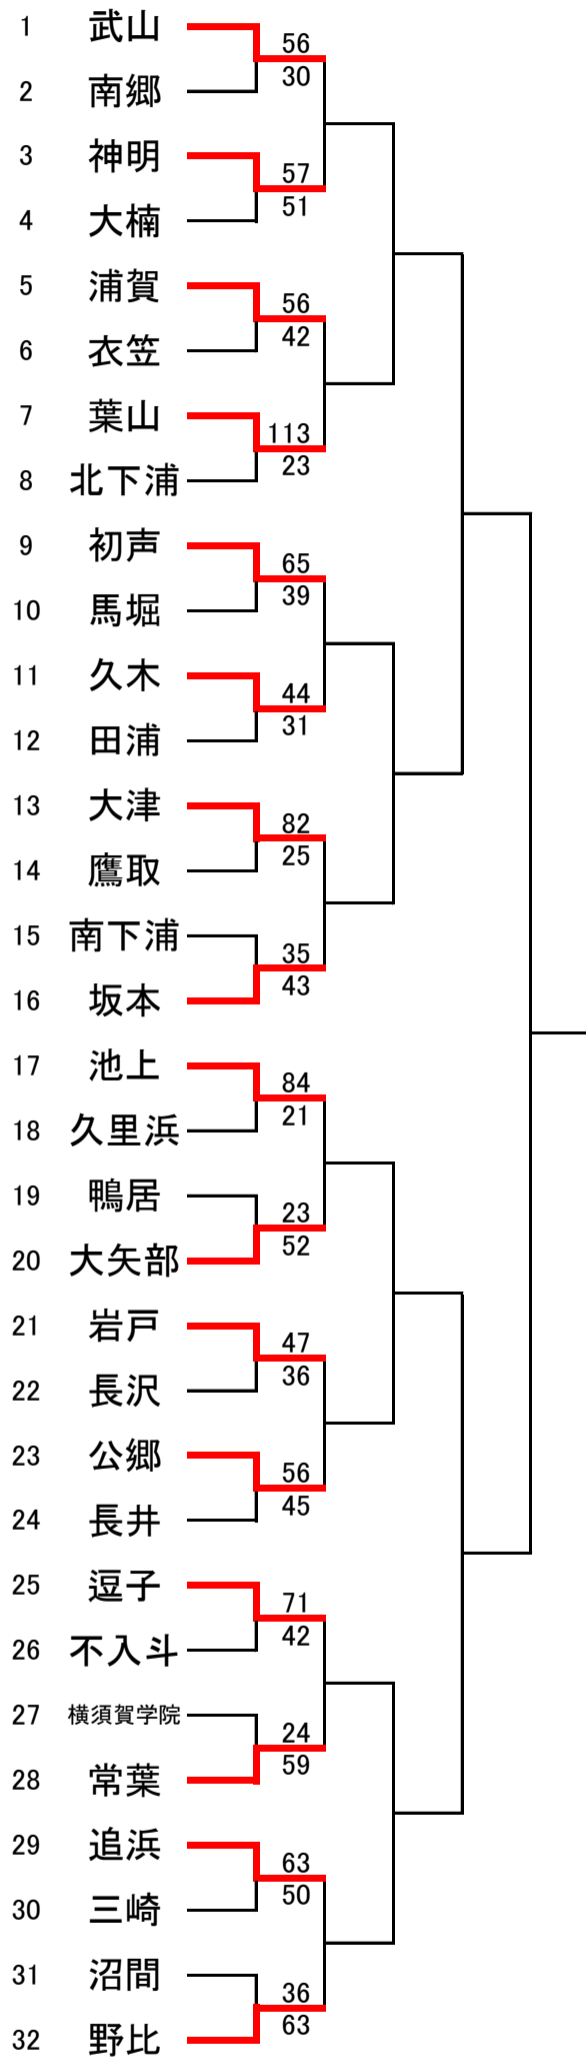 1 武山
56
30
2 南郷
3 神明
57
51
4 大楠
5 浦賀
56
42
6 衣笠
7 葉山
113
23
8 北下浦
9 初声
65
39
10 馬堀
11 久木
44
31
12 田浦
13 大津
82
25
14 鷹取
15 南下浦
35
43
16 坂本
17 池上
84
21
18 久里浜
19 鴨居
23
52
20 大矢部
21 岩戸
47
36
22 長沢
23 公郷
56
45
24 長井
25 逗子
71
42
26 不入斗
27 横須賀学院
24
59
28 常葉
29 追浜
63
50
30 三崎
31 沼間
36
63
32 野比